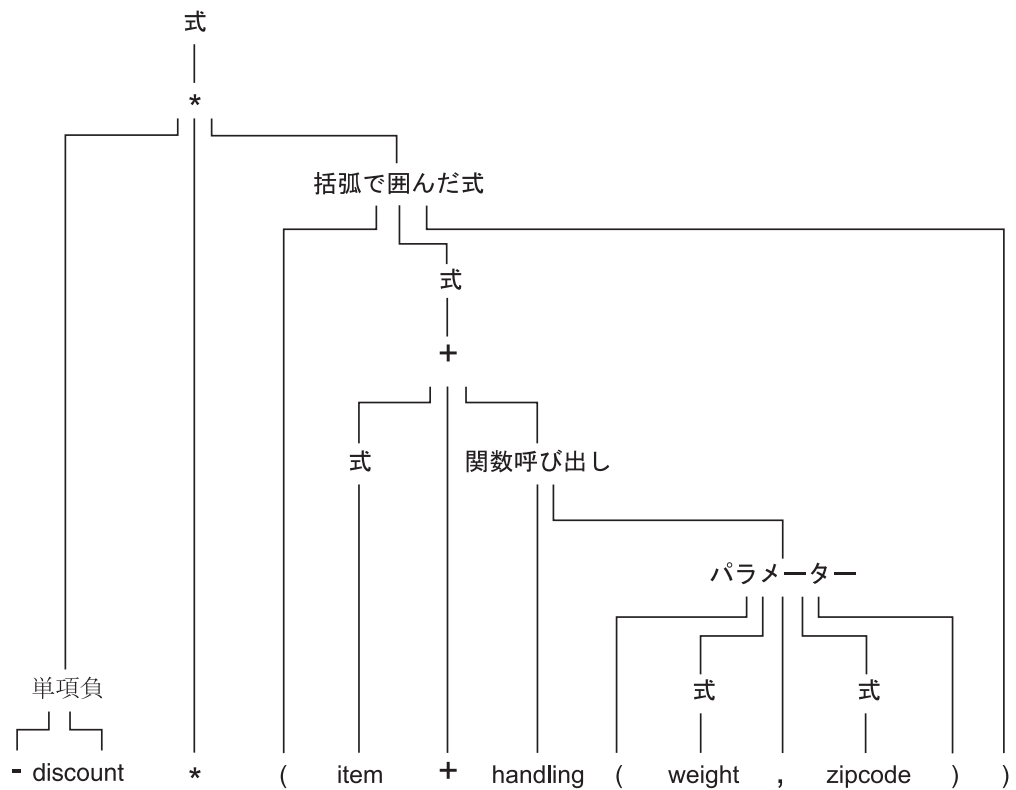 式
*
括弧で囲んだ式
式
+
式 関数呼び出し
パラメーター
単項負 式 式
- discount * ( item + handling ( weight , zipcode ) )